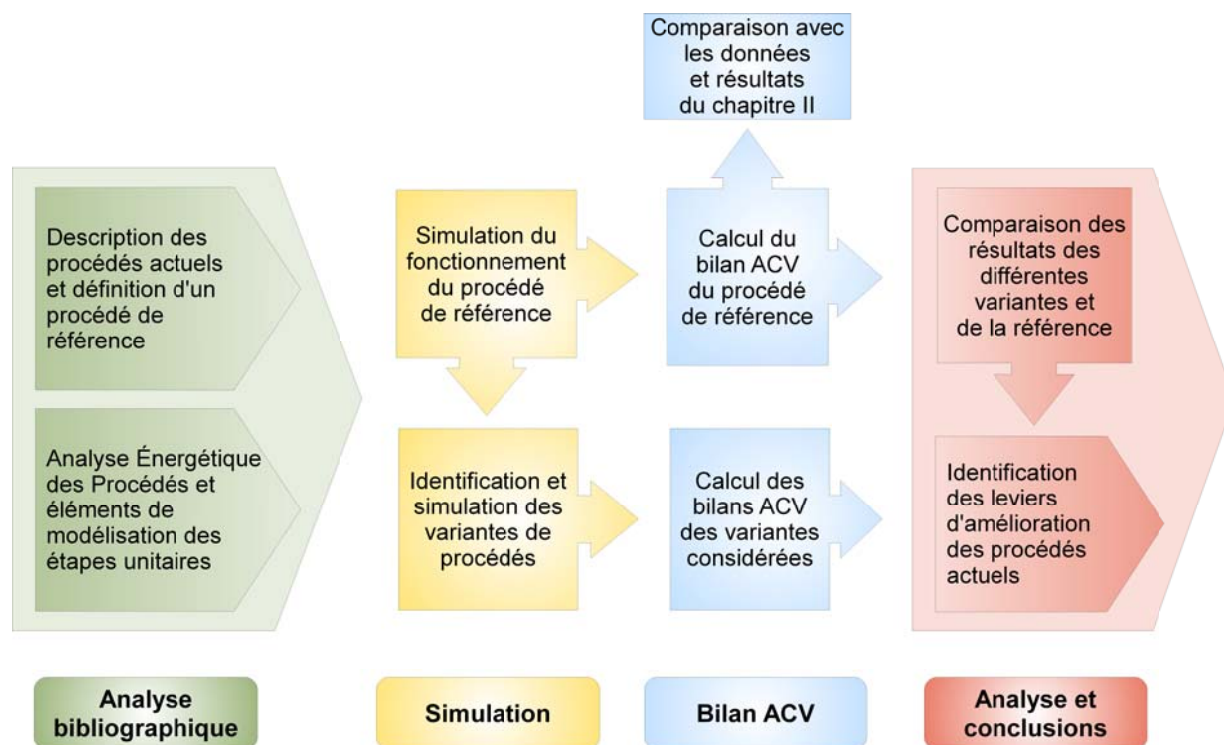 Comparaison avec
les données
et résultats
du chapitre II
Description des
procédés actuels
et définition d'un
procédé de
référence
Simulation du
fonctionnement
du procédé
de référence
Calcul du
bilan ACV
du procédé
de référence
Comparaison des
résultats des
différentes
variantes et
de la référence
Analyse Énergétique
des Procédés et
éléments de
modélisation des
étapes unitaires
Identification et
simulation des
variantes de
procédés
Calcul des
bilans ACV
des variantes
considérées
Identification
des leviers
d'amélioration
des procédés
actuels
Analyse
bibliographique
Simulation
Bilan ACV
Analyse et
conclusions